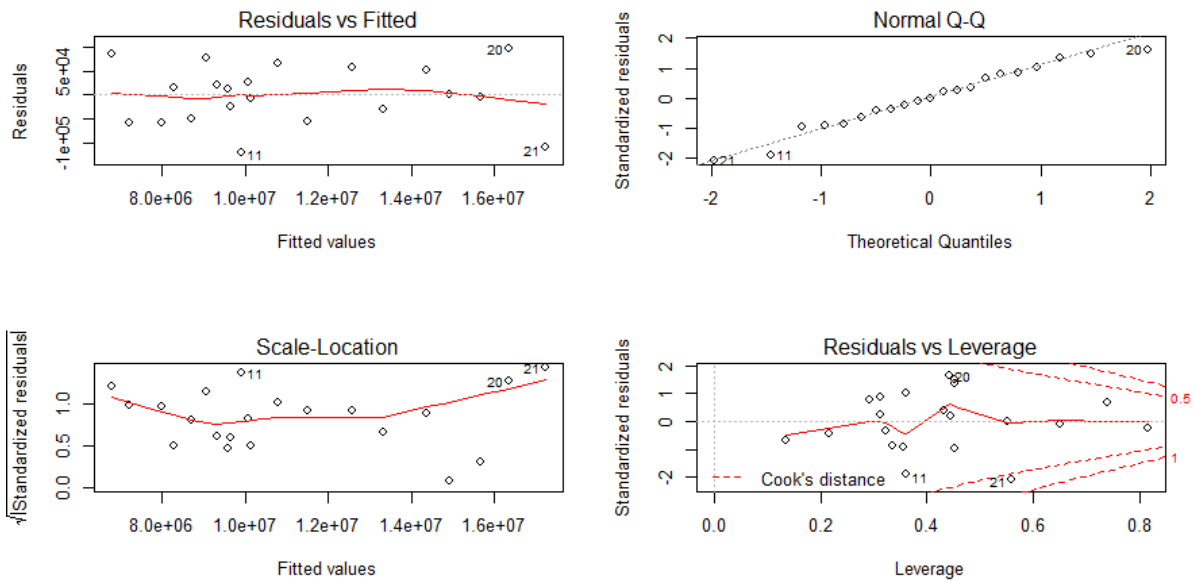 Residuals vs Fitted
Residuals
5e+04
-1e+05
20
11
21
8.0e+06 1.0e+07 1.2e+07 1.4e+07 1.6e+07
Fitted values
Normal Q-Q
Standardized residuals
2
1
0
-1
-2
20
21
11
-2 -1 0 1 2
Theoretical Quantiles
Scale-Location
√|Standardized residuals|
1.0
0.5
0.0
11
20
21
8.0e+06 1.0e+07 1.2e+07 1.4e+07 1.6e+07
Fitted values
Residuals vs Leverage
Standardized residuals
2
1
0
-1
-2
20
0.5
1
11
21
Cook's distance
0.0 0.2 0.4 0.6 0.8
Leverage